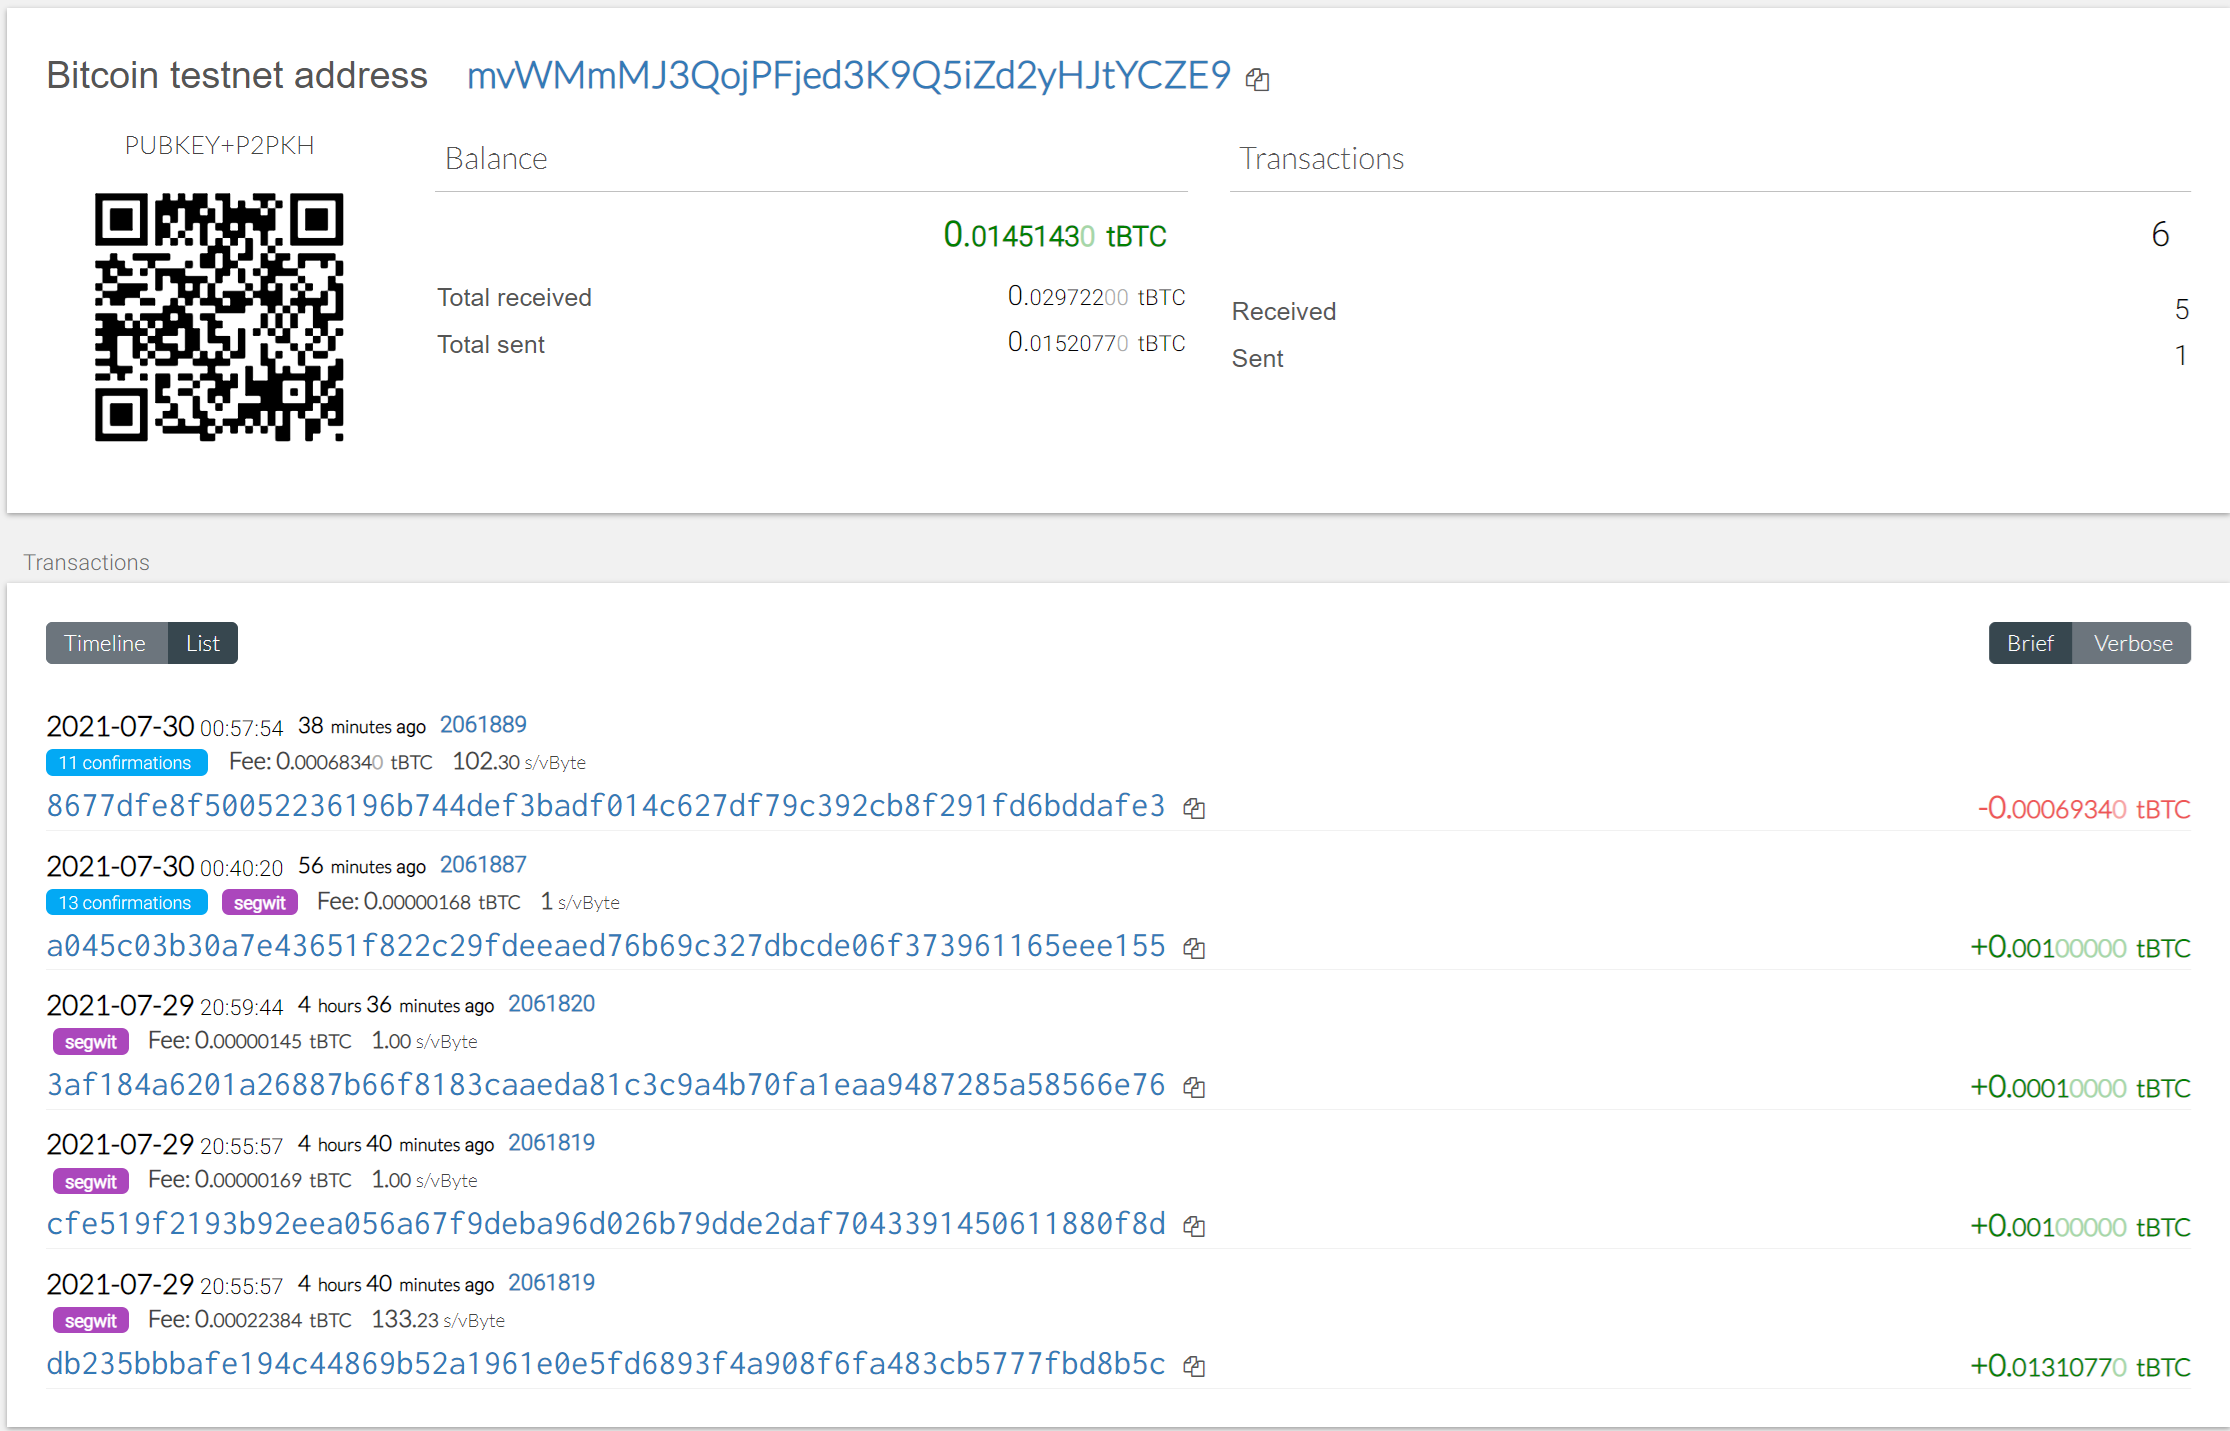 Bitcoin testnet address mvWMmMJ3QojPFjed3K9Q5iZd2yHJtYCZE9
PUBKEY+P2PKH
Balance
0.01451430 tBTC
Total received 0.02972200 tBTC
Total sent 0.01520770 tBTC
Transactions
6
Received 5
Sent 1
Transactions
Timeline List
Brief Verbose
2021-07-30 00:57:54 38 minutes ago 2061889
11 confirmations Fee: 0.00068340 tBTC 102.30 s/vByte
8677dfe8f50052236196b744def3badf014c627df79c392cb8f291fd6bddafe3 -0.00069340 tBTC
2021-07-30 00:40:20 56 minutes ago 2061887
13 confirmations segwit Fee: 0.00000168 tBTC 1 s/vByte
a045c03b30a7e43651f822c29fdeeaed76b69c327dbcde06f373961165eee155 +0.00100000 tBTC
2021-07-29 20:59:44 4 hours 36 minutes ago 2061820
segwit Fee: 0.00000145 tBTC 1.00 s/vByte
3af184a6201a26887b66f8183caaeda81c3c9a4b70fa1eaa9487285a58566e76 +0.00010000 tBTC
2021-07-29 20:55:57 4 hours 40 minutes ago 2061819
segwit Fee: 0.00000169 tBTC 1.00 s/vByte
cfe519f2193b92eea056a67f9deba96d026b79dde2daf7043391450611880f8d +0.00100000 tBTC
2021-07-29 20:55:57 4 hours 40 minutes ago 2061819
segwit Fee: 0.00022384 tBTC 133.23 s/vByte
db235bbbafe194c44869b52a1961e0e5fd6893f4a908f6fa483cb5777fbd8b5c +0.01310770 tBTC